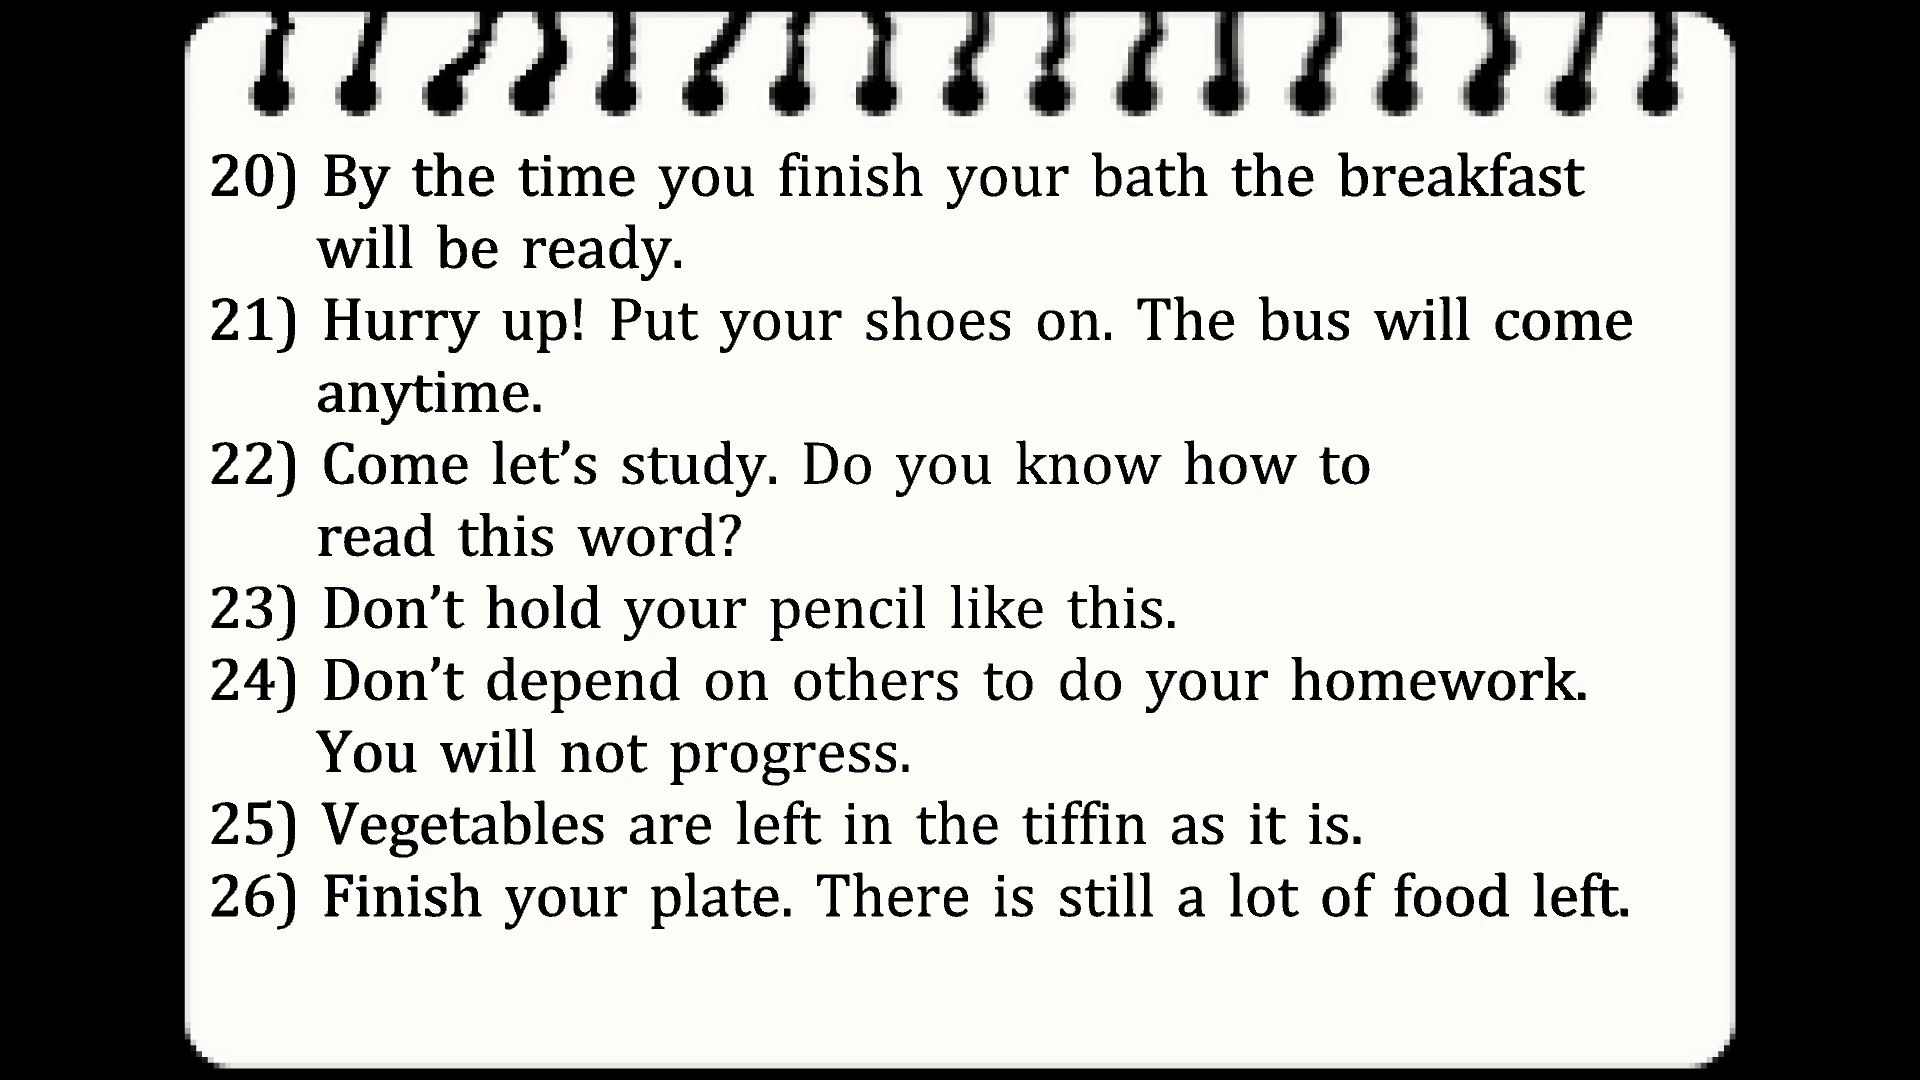 20) By the time you finish your bath the breakfast
will be ready.
21) Hurry up! Put your shoes on. The bus will come
anytime.
22) Come let’s study. Do you know how to
read this word?
23) Don’t hold your pencil like this.
24) Don’t depend on others to do your homework.
You will not progress.
25) Vegetables are left in the tiffin as it is.
26) Finish your plate. There is still a lot of food left.